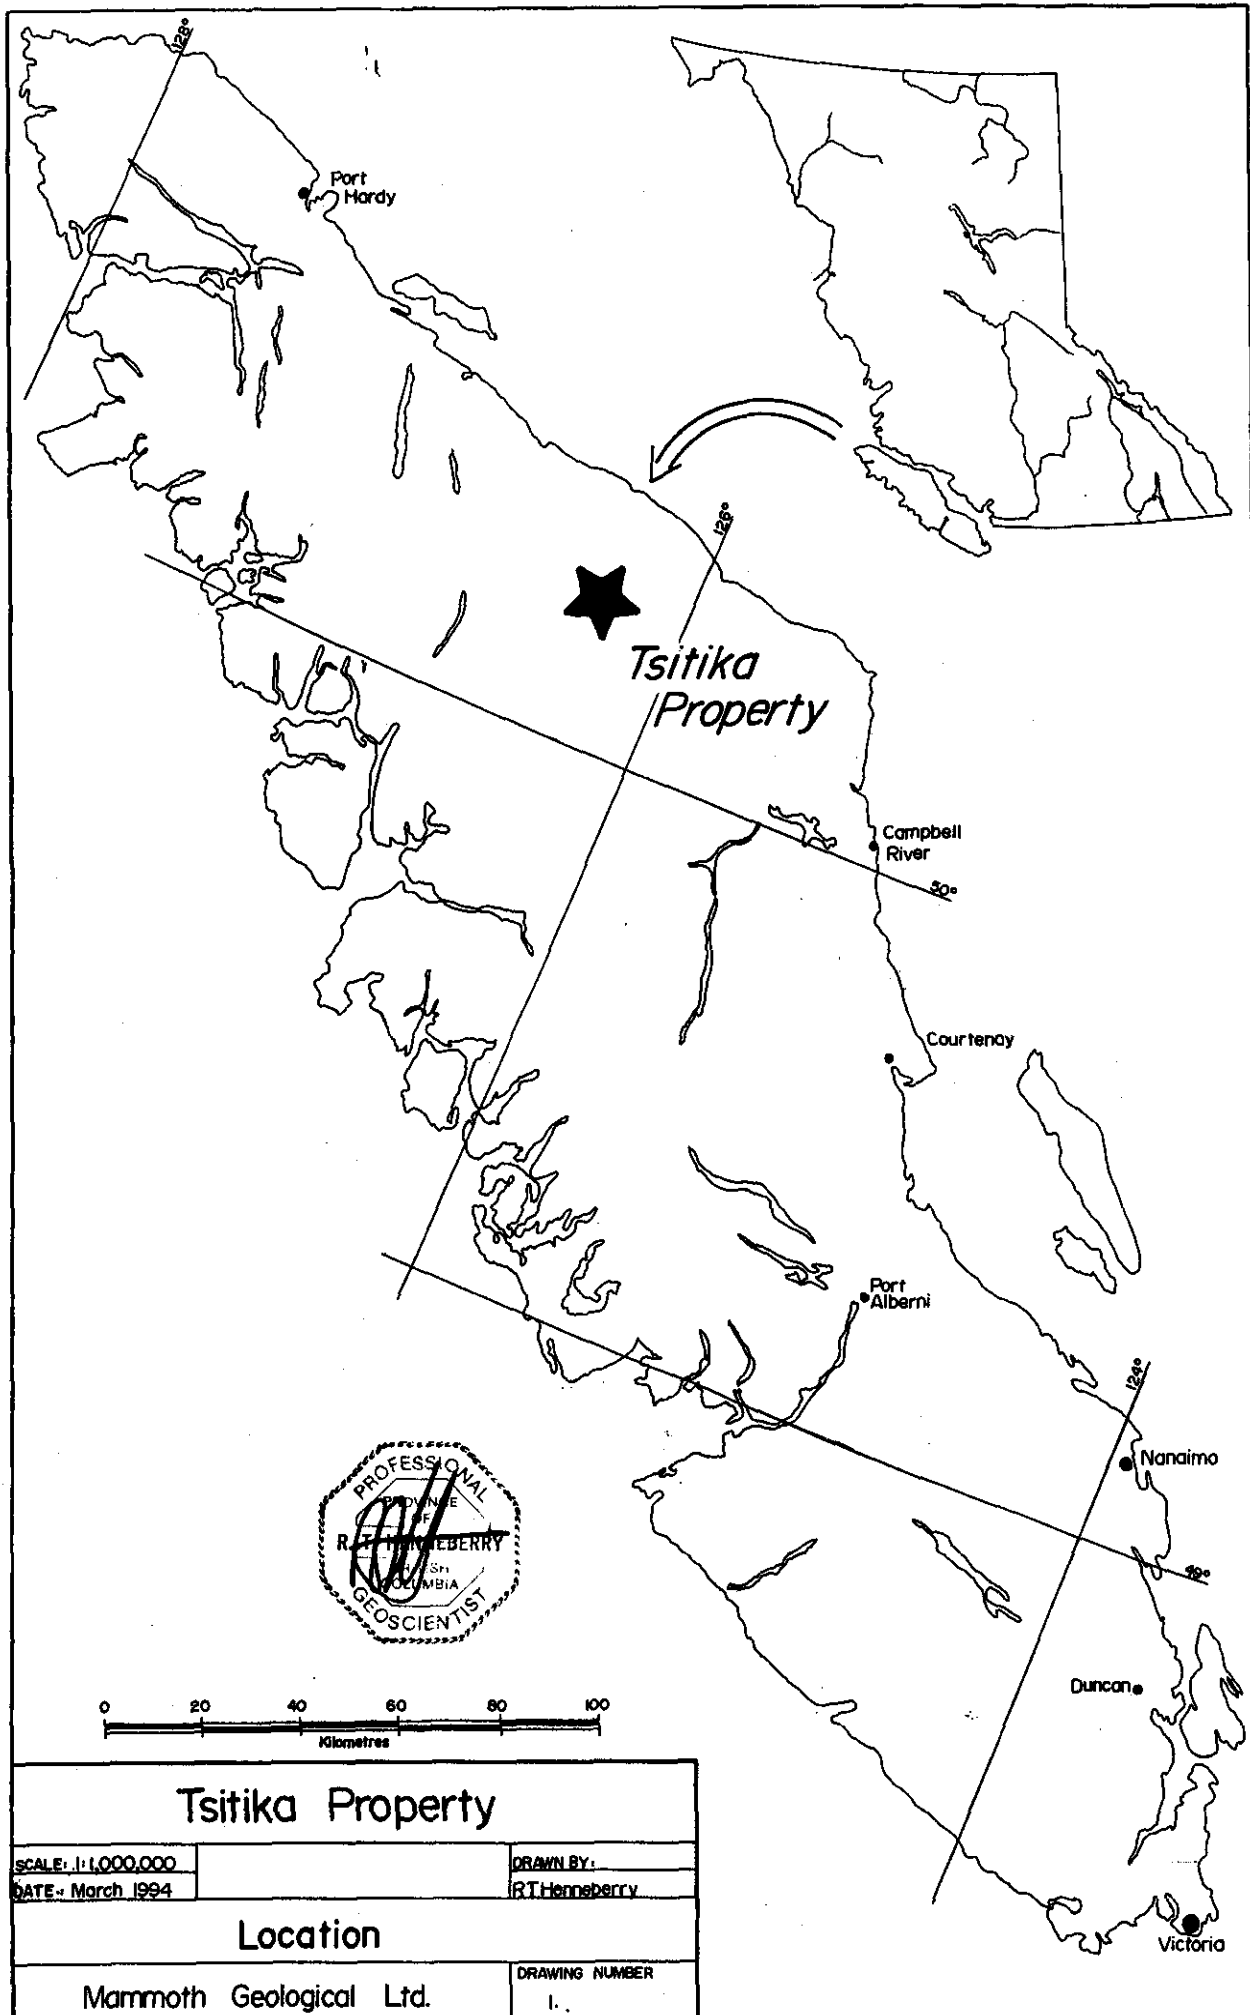 128°
Port
Hardy
126°
Tsitika
Property
Campbell
River
50°
Courtenay
Port
Alberni
124°
Nanaimo
49°
Duncan
Victoria
PROFESSIONAL
PROVINCE
OF
R. T. HENNEBERRY
COLUMBIA
GEOSCIENTIST
0 20 40 60 80 100
Kilometres
Tsitika Property
SCALE: 1:1,000,000
DRAWN BY:
DATE: March 1994
RTHenneberry
Location
Mammoth Geological Ltd.
DRAWING NUMBER
1.